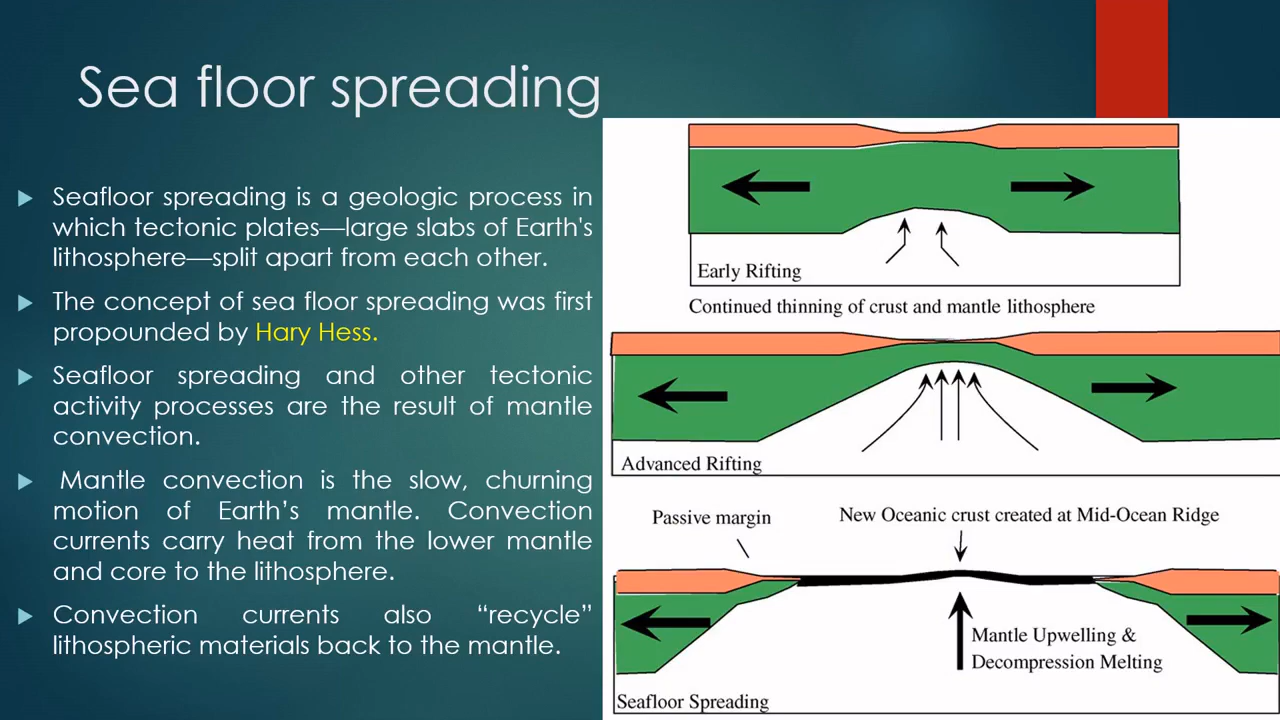 Sea floor spreading
Seafloor spreading is a geologic process in
which tectonic plates—large slabs of Earth's
lithosphere—split apart from each other.
The concept of sea floor spreading was first
propounded by Hary Hess.
Seafloor spreading and other tectonic
activity processes are the result of mantle
convection.
Mantle convection is the slow, churning
motion of Earth’s mantle. Convection
currents carry heat from the lower mantle
and core to the lithosphere.
Convection currents also “recycle”
lithospheric materials back to the mantle.
Early Rifting
Continued thinning of crust and mantle lithosphere
Advanced Rifting
Passive margin
New Oceanic crust created at Mid-Ocean Ridge
Mantle Upwelling &
Decompression Melting
Seafloor Spreading